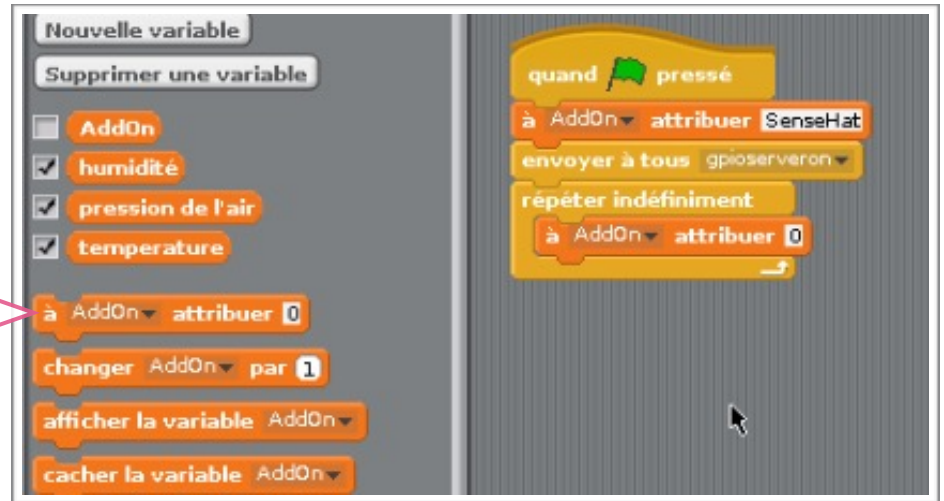 Nouvelle variable
Supprimer une variable
AddOn
humidité
pression de l'air
temperature
à AddOn attribuer 0
changer AddOn par 1
afficher la variable AddOn
cacher la variable AddOn
quand pressé
à AddOn attribuer SenseHat
envoyer à tous gpioserveron
répéter indéfiniment
à AddOn attribuer 0